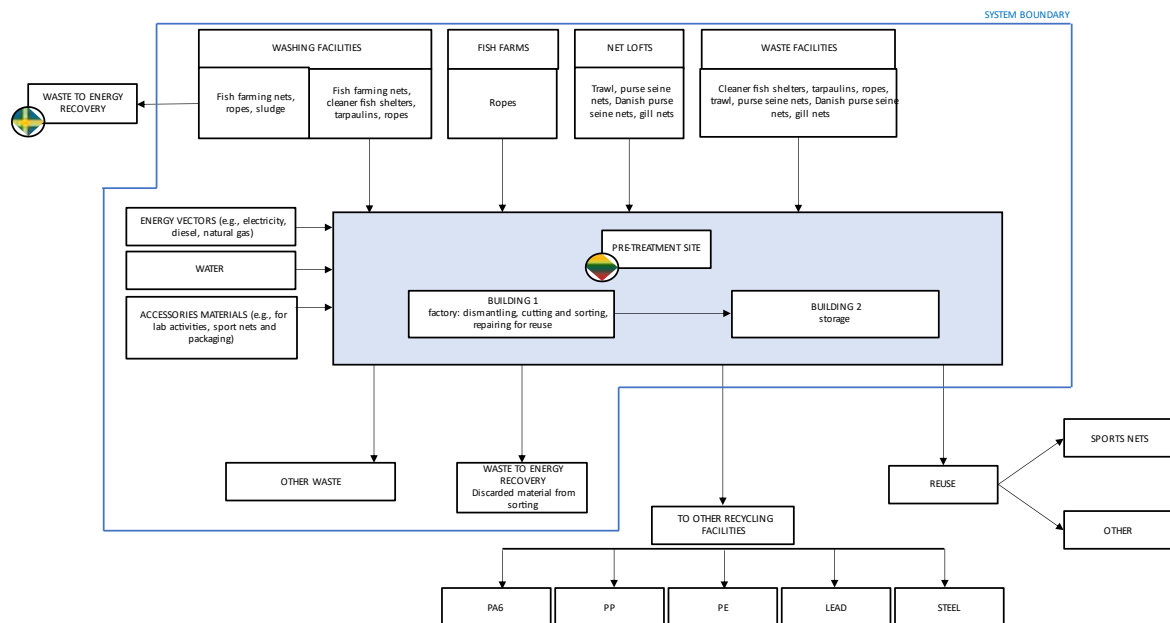 SYSTEM BOUNDARY
WASHING FACILITIES
FISH FARMS
NET LOFTS
WASTE FACILITIES
WASTE TO ENERGY
RECOVERY
Fish farming nets,
ropes, sludge
Fish farming nets,
cleaner fish shelters,
tarpaulins, ropes
Ropes
Trawl, purse seine
nets, Danish purse
seine nets, gill nets
Cleaner fish shelters, tarpaulins, ropes,
trawl, purse seine nets, Danish purse seine
nets, gill nets
ENERGY VECTORS (e.g., electricity,
diesel, natural gas)
WATER
ACCESSORIES MATERIALS (e.g., for
lab activities, sport nets and
packaging)
PRE-TREATMENT SITE
BUILDING 1
factory: dismantling, cutting and sorting,
repairing for reuse
BUILDING 2
storage
OTHER WASTE
WASTE TO ENERGY
RECOVERY
Discarded material from
sorting
TO OTHER RECYCLING
FACILITIES
REUSE
SPORTS NETS
OTHER
PA6
PP
PE
LEAD
STEEL